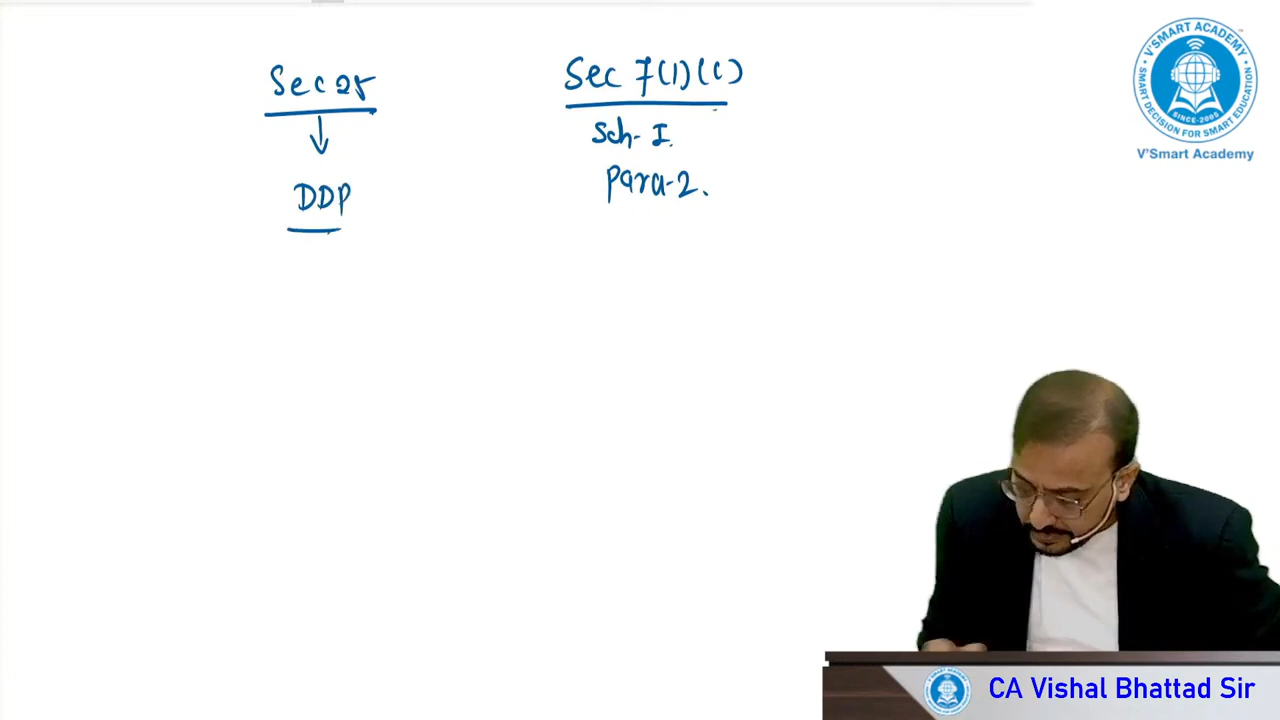 Sec 25
DDP
Sec 7(1)(c)
Sch-I.
Para-2.
V'SMART ACADEMY
SMART DECISION FOR SMART EDUCATION
SINCE-2005
V'Smart Academy
CA Vishal Bhattad Sir